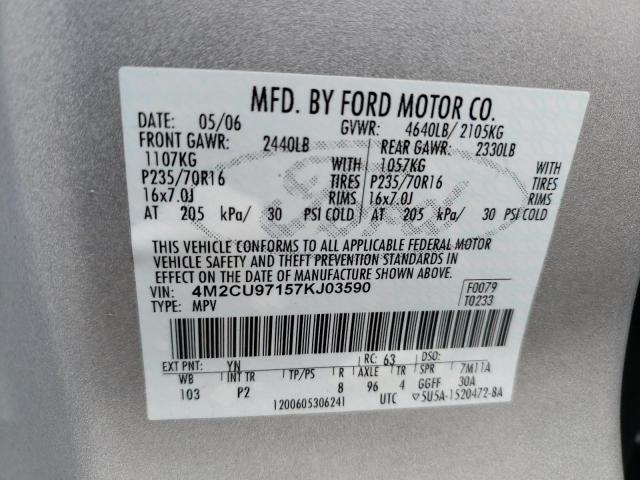 MFD. BY FORD MOTOR CO.
DATE: 05/06 GVWR: 4640LB/ 2105KG
FRONT GAWR: 2440LB REAR GAWR: 2330LB
1107KG WITH 1057KG WITH
P235/70R16 TIRES P235/70R16 TIRES
16x7.0J RIMS 16x7.0J RIMS
AT 205 kPa/ 30 PSI COLD AT 205 kPa/ 30 PSI COLD
Ford
THIS VEHICLE CONFORMS TO ALL APPLICABLE FEDERAL MOTOR
VEHICLE SAFETY AND THEFT PREVENTION STANDARDS IN
EFFECT ON THE DATE OF MANUFACTURE SHOWN ABOVE.
VIN: 4M2CU97157KJ03590 F0079
TYPE: MPV T0233
EXT PNT: YN RC: 63 DSO:
WB INT TR TP/PS R AXLE TR SPR 7M11A
103 P2 8 96 4 GGFF 30A
1200605306241 UTC ▽5U5A-1520472-BA